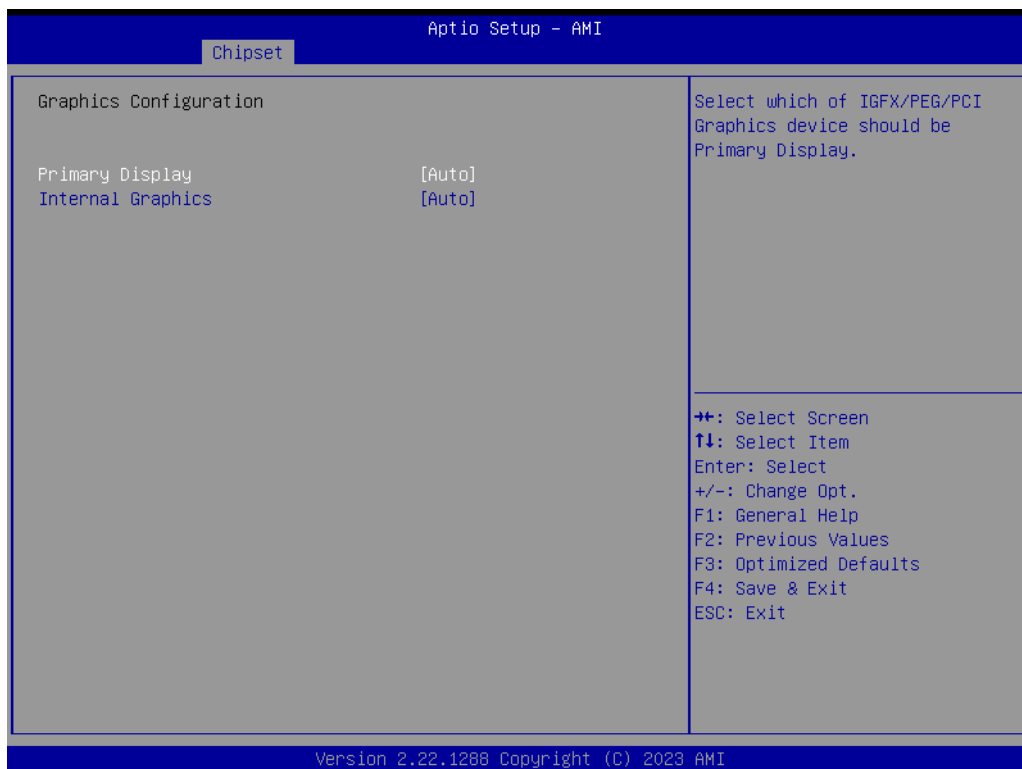 Aptio Setup – AMI
Chipset
Graphics Configuration
Primary Display [Auto]
Internal Graphics [Auto]
Select which of IGFX/PEG/PCI
Graphics device should be
Primary Display.
→←: Select Screen
↑↓: Select Item
Enter: Select
+/-: Change Opt.
F1: General Help
F2: Previous Values
F3: Optimized Defaults
F4: Save & Exit
ESC: Exit
Version 2.22.1288 Copyright (C) 2023 AMI